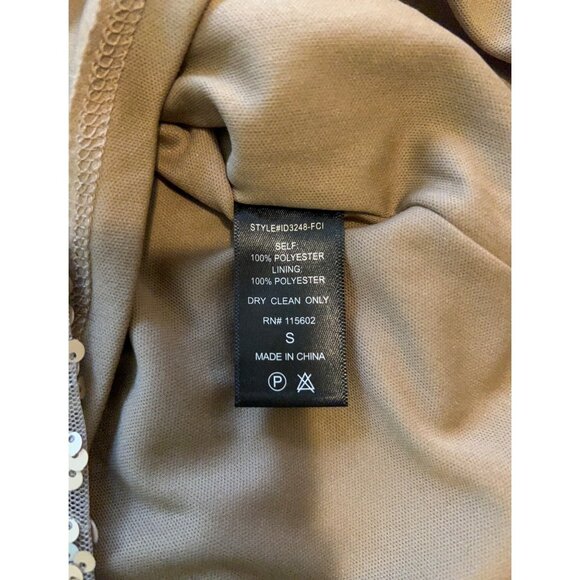 STYLE#ID3248-FCI
SELF:
100% POLYESTER
LINING:
100% POLYESTER
DRY CLEAN ONLY
RN# 115602
S
MADE IN CHINA
P